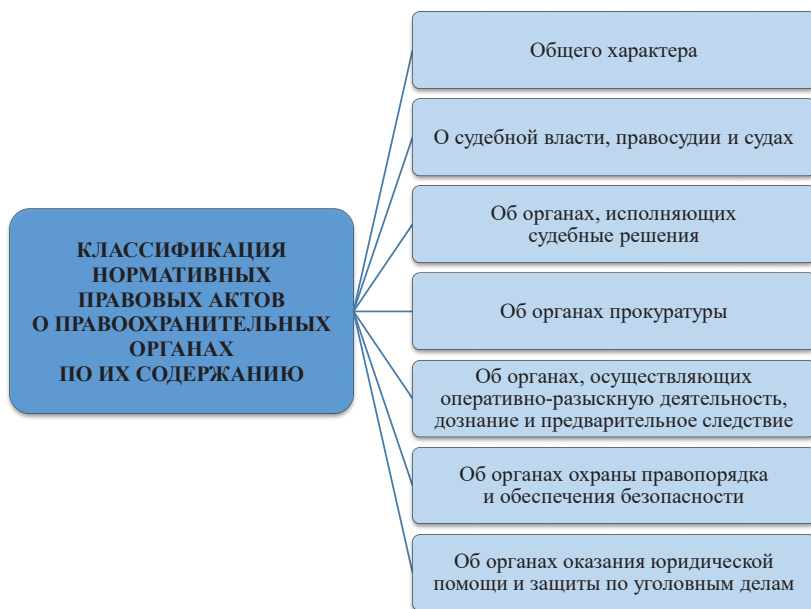 КЛАССИФИКАЦИЯ
НОРМАТИВНЫХ
ПРАВОВЫХ АКТОВ
О ПРАВООХРАНИТЕЛЬНЫХ
ОРГАНАХ
ПО ИХ СОДЕРЖАНИЮ
Общего характера
О судебной власти, правосудии и судах
Об органах, исполняющих
судебные решения
Об органах прокуратуры
Об органах, осуществляющих
оперативно-разыскную деятельность,
дознание и предварительное следствие
Об органах охраны правопорядка
и обеспечения безопасности
Об органах оказания юридической
помощи и защиты по уголовным делам